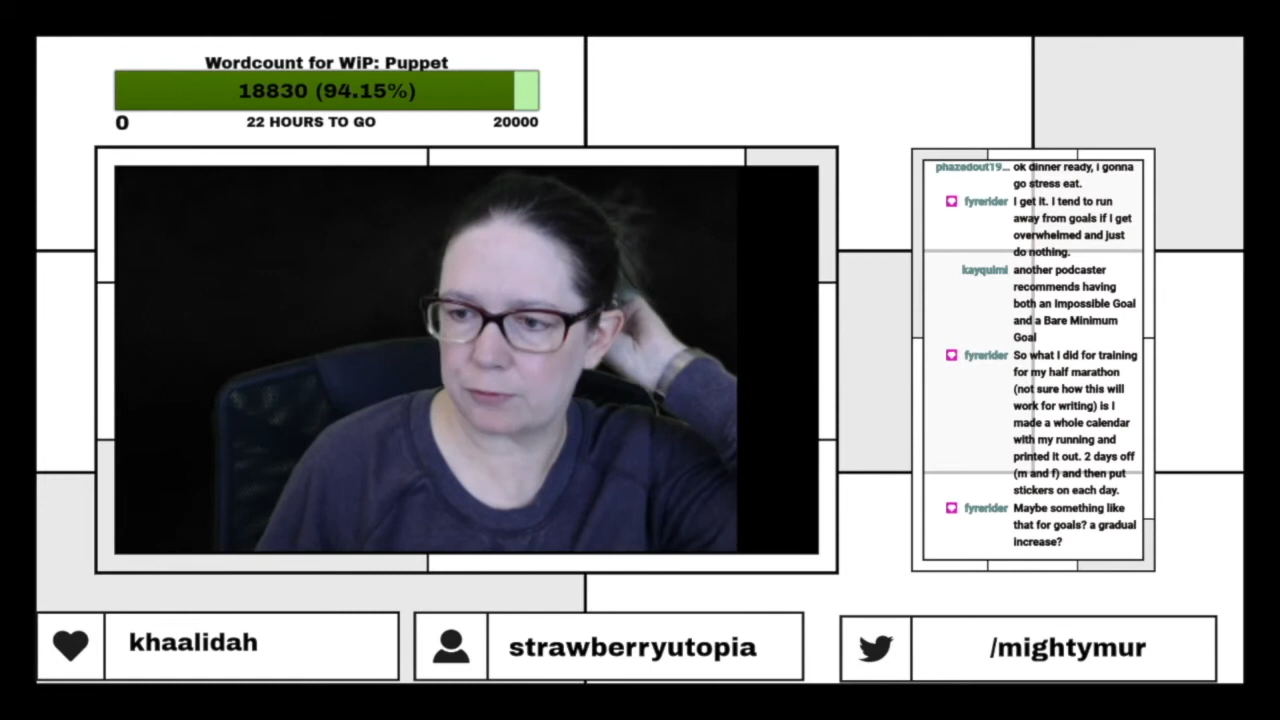 Wordcount for WiP: Puppet
18830 (94.15%)
0
22 HOURS TO GO
20000
phazedout19... ok dinner ready, i gonna
go stress eat.
fyrerider I get it. I tend to run
away from goals if I get
overwhelmed and just
do nothing.
kayquimi another podcaster
recommends having
both an Impossible Goal
and a Bare Minimum
Goal
fyrerider So what I did for training
for my half marathon
(not sure how this will
work for writing) is I
made a whole calendar
with my running and
printed it out. 2 days off
(m and f) and then put
stickers on each day.
fyrerider Maybe something like
that for goals? a gradual
increase?
khaalidah
strawberryutopia
/mightymur